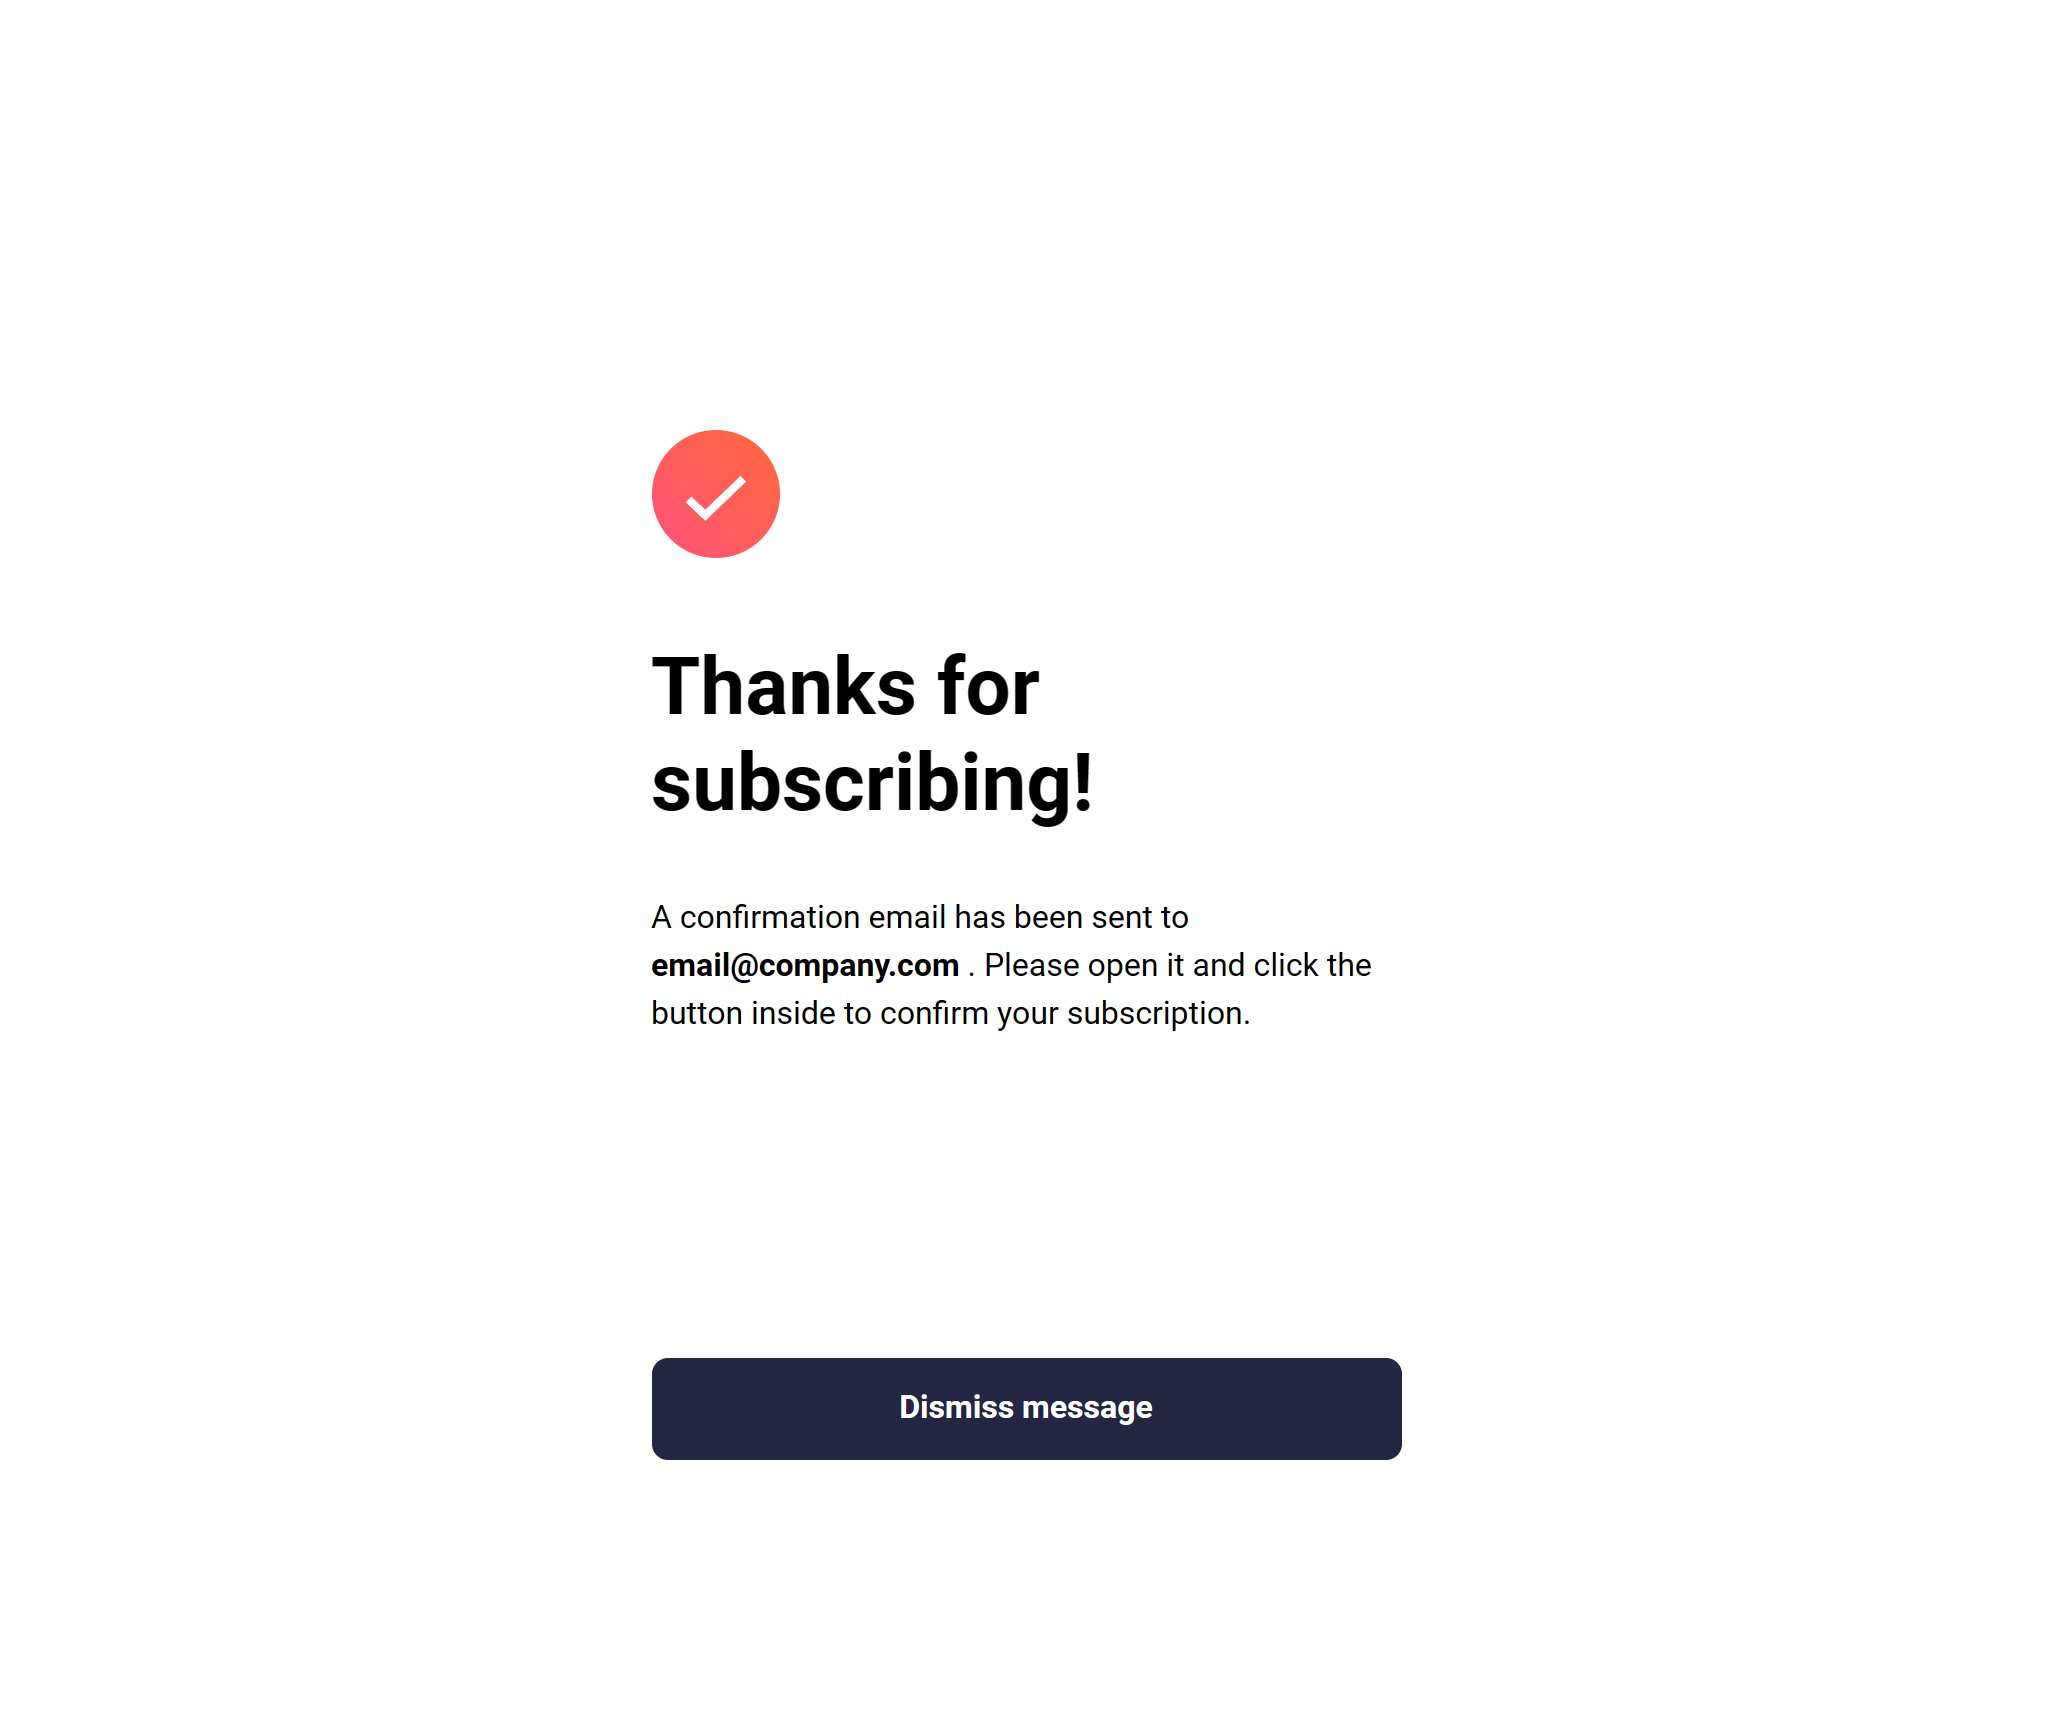 Thanks for
subscribing!
A confirmation email has been sent to
email@company.com . Please open it and click the
button inside to confirm your subscription.
Dismiss message